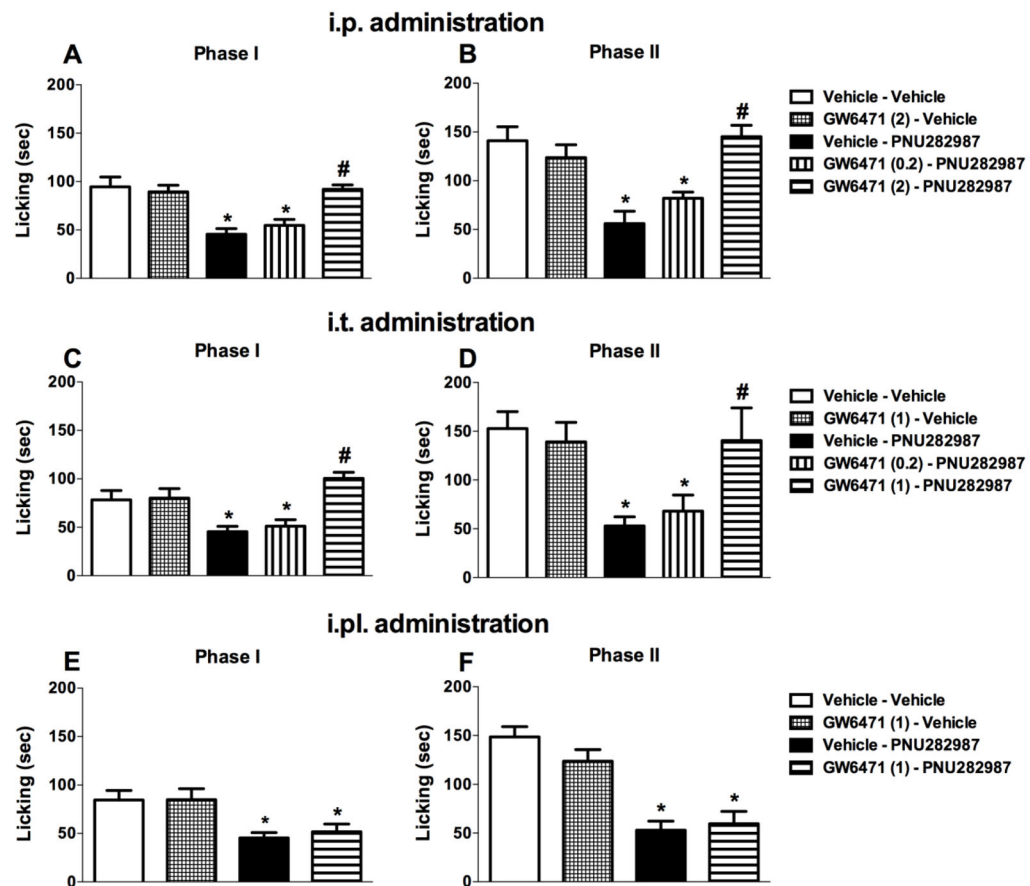 i.p. administration
A
Phase I
Licking (sec)
200
150
100
50
0
*
*
#
B
Phase II
Licking (sec)
200
150
100
50
0
*
*
#
Vehicle - Vehicle
GW6471 (2) - Vehicle
Vehicle - PNU282987
GW6471 (0.2) - PNU282987
GW6471 (2) - PNU282987
i.t. administration
C
Phase I
Licking (sec)
200
150
100
50
0
*
*
#
D
Phase II
Licking (sec)
200
150
100
50
0
*
*
#
Vehicle - Vehicle
GW6471 (1) - Vehicle
Vehicle - PNU282987
GW6471 (0.2) - PNU282987
GW6471 (1) - PNU282987
i.pl. administration
E
Phase I
Licking (sec)
200
150
100
50
0
*
*
F
Phase II
Licking (sec)
200
150
100
50
0
*
*
Vehicle - Vehicle
GW6471 (1) - Vehicle
Vehicle - PNU282987
GW6471 (1) - PNU282987